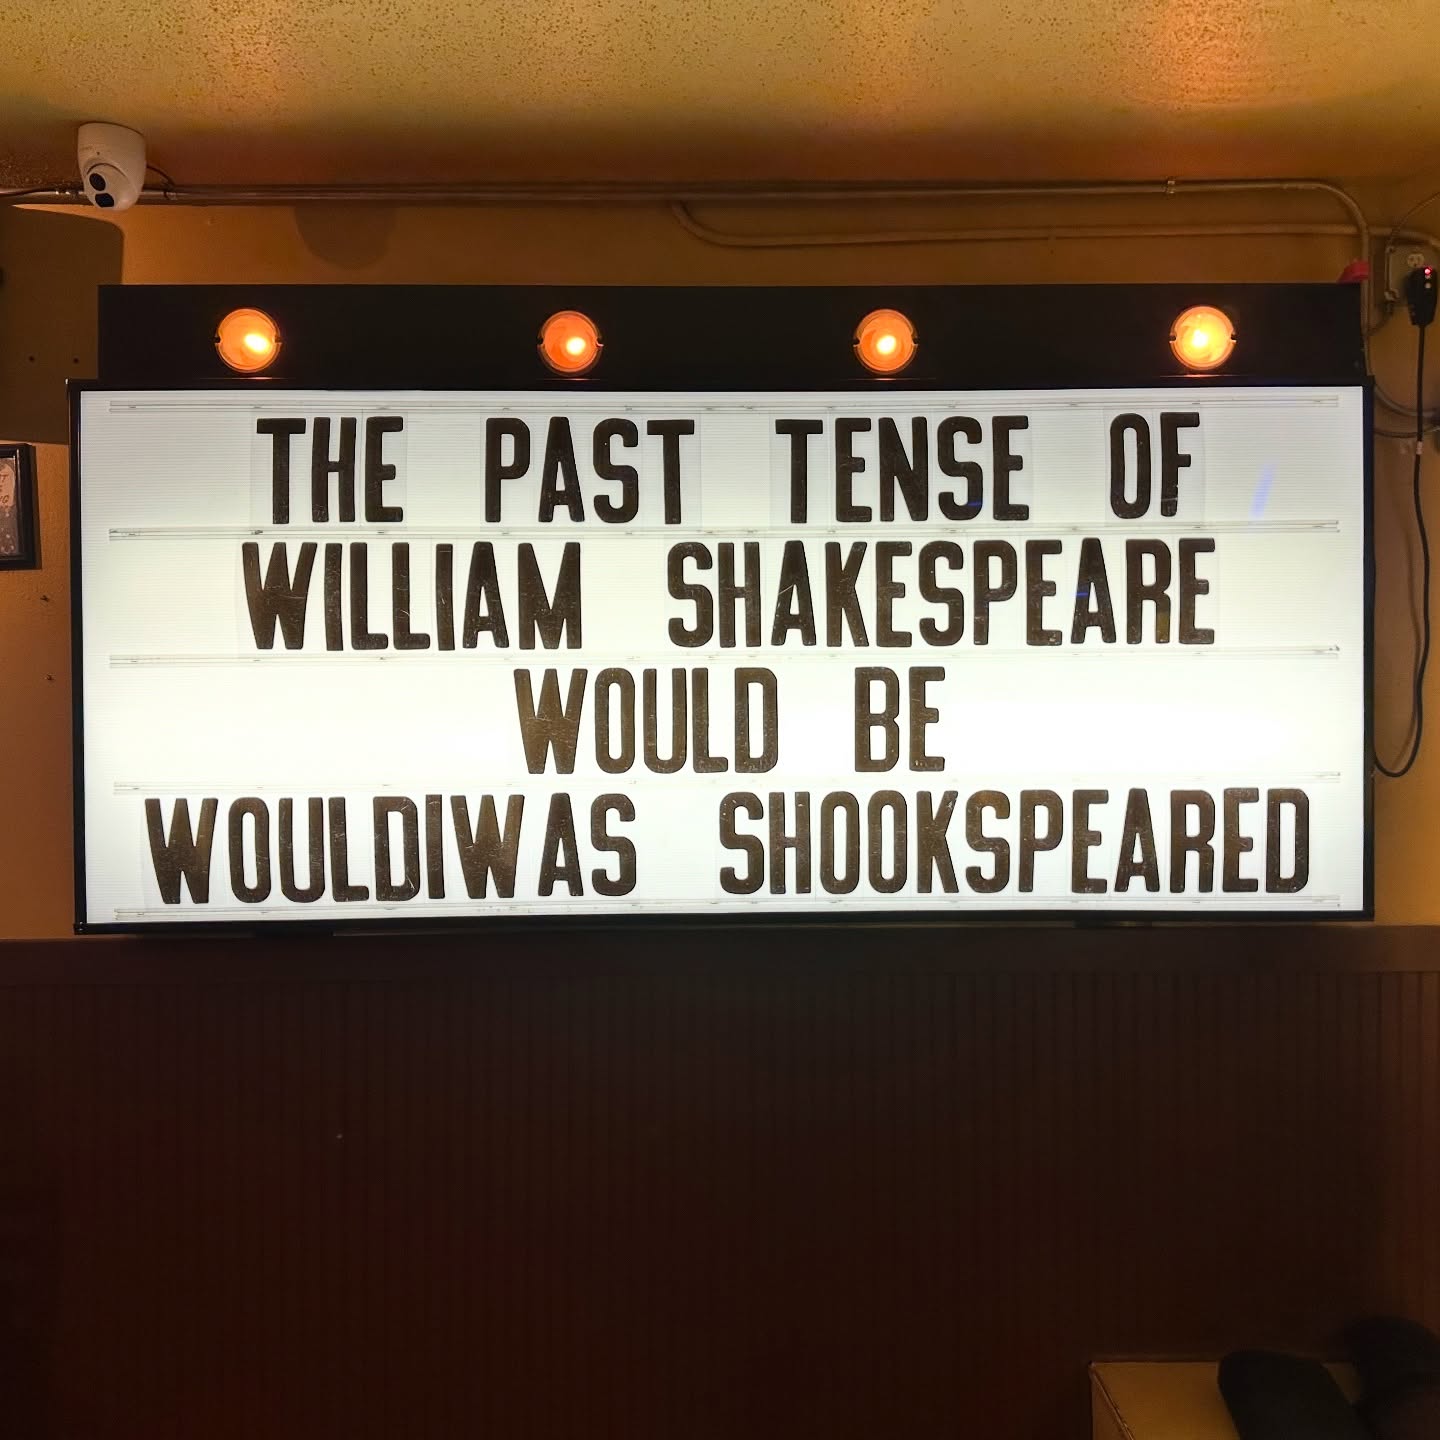 THE PAST TENSE OF
WILLIAM SHAKESPEARE
WOULD BE
WOULDIWAS SHOOKSPEARED